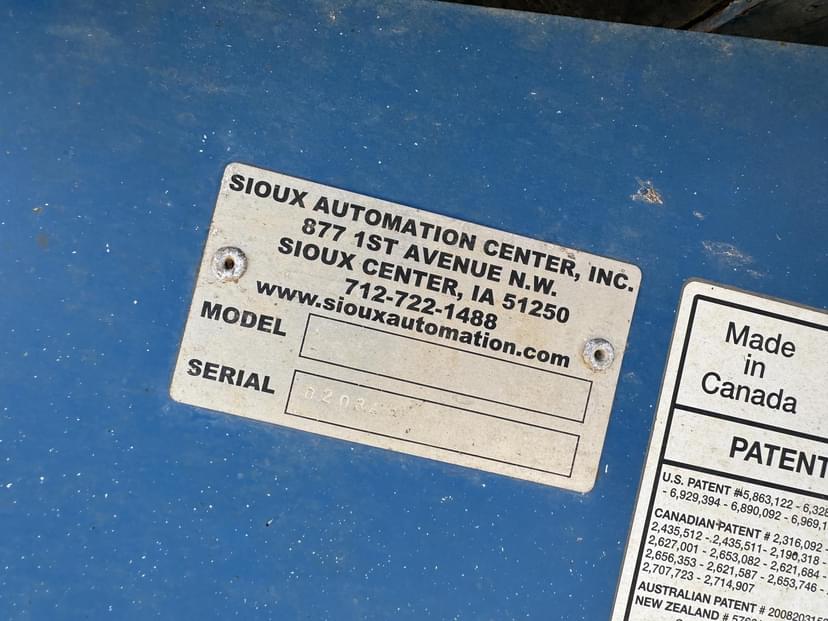 SIOUX AUTOMATION CENTER, INC.
877 1ST AVENUE N.W.
SIOUX CENTER, IA 51250
712-722-1488
www.siouxautomation.com
MODEL
SERIAL
Made
in
Canada
PATENT
U.S. PATENT #5,863,122 - 6,328
- 6,929,394 - 6,890,092 - 6,969,1
CANADIAN PATENT # 2,316,092 -
2,435,512 - 2,435,511- 2,190,318 -
2,627,001 - 2,653,082 - 2,621,684 -
2,656,353 - 2,621,587 - 2,653,746 -
2,707,723 - 2,714,907
AUSTRALIAN PATENT #
NEW ZEALAND #